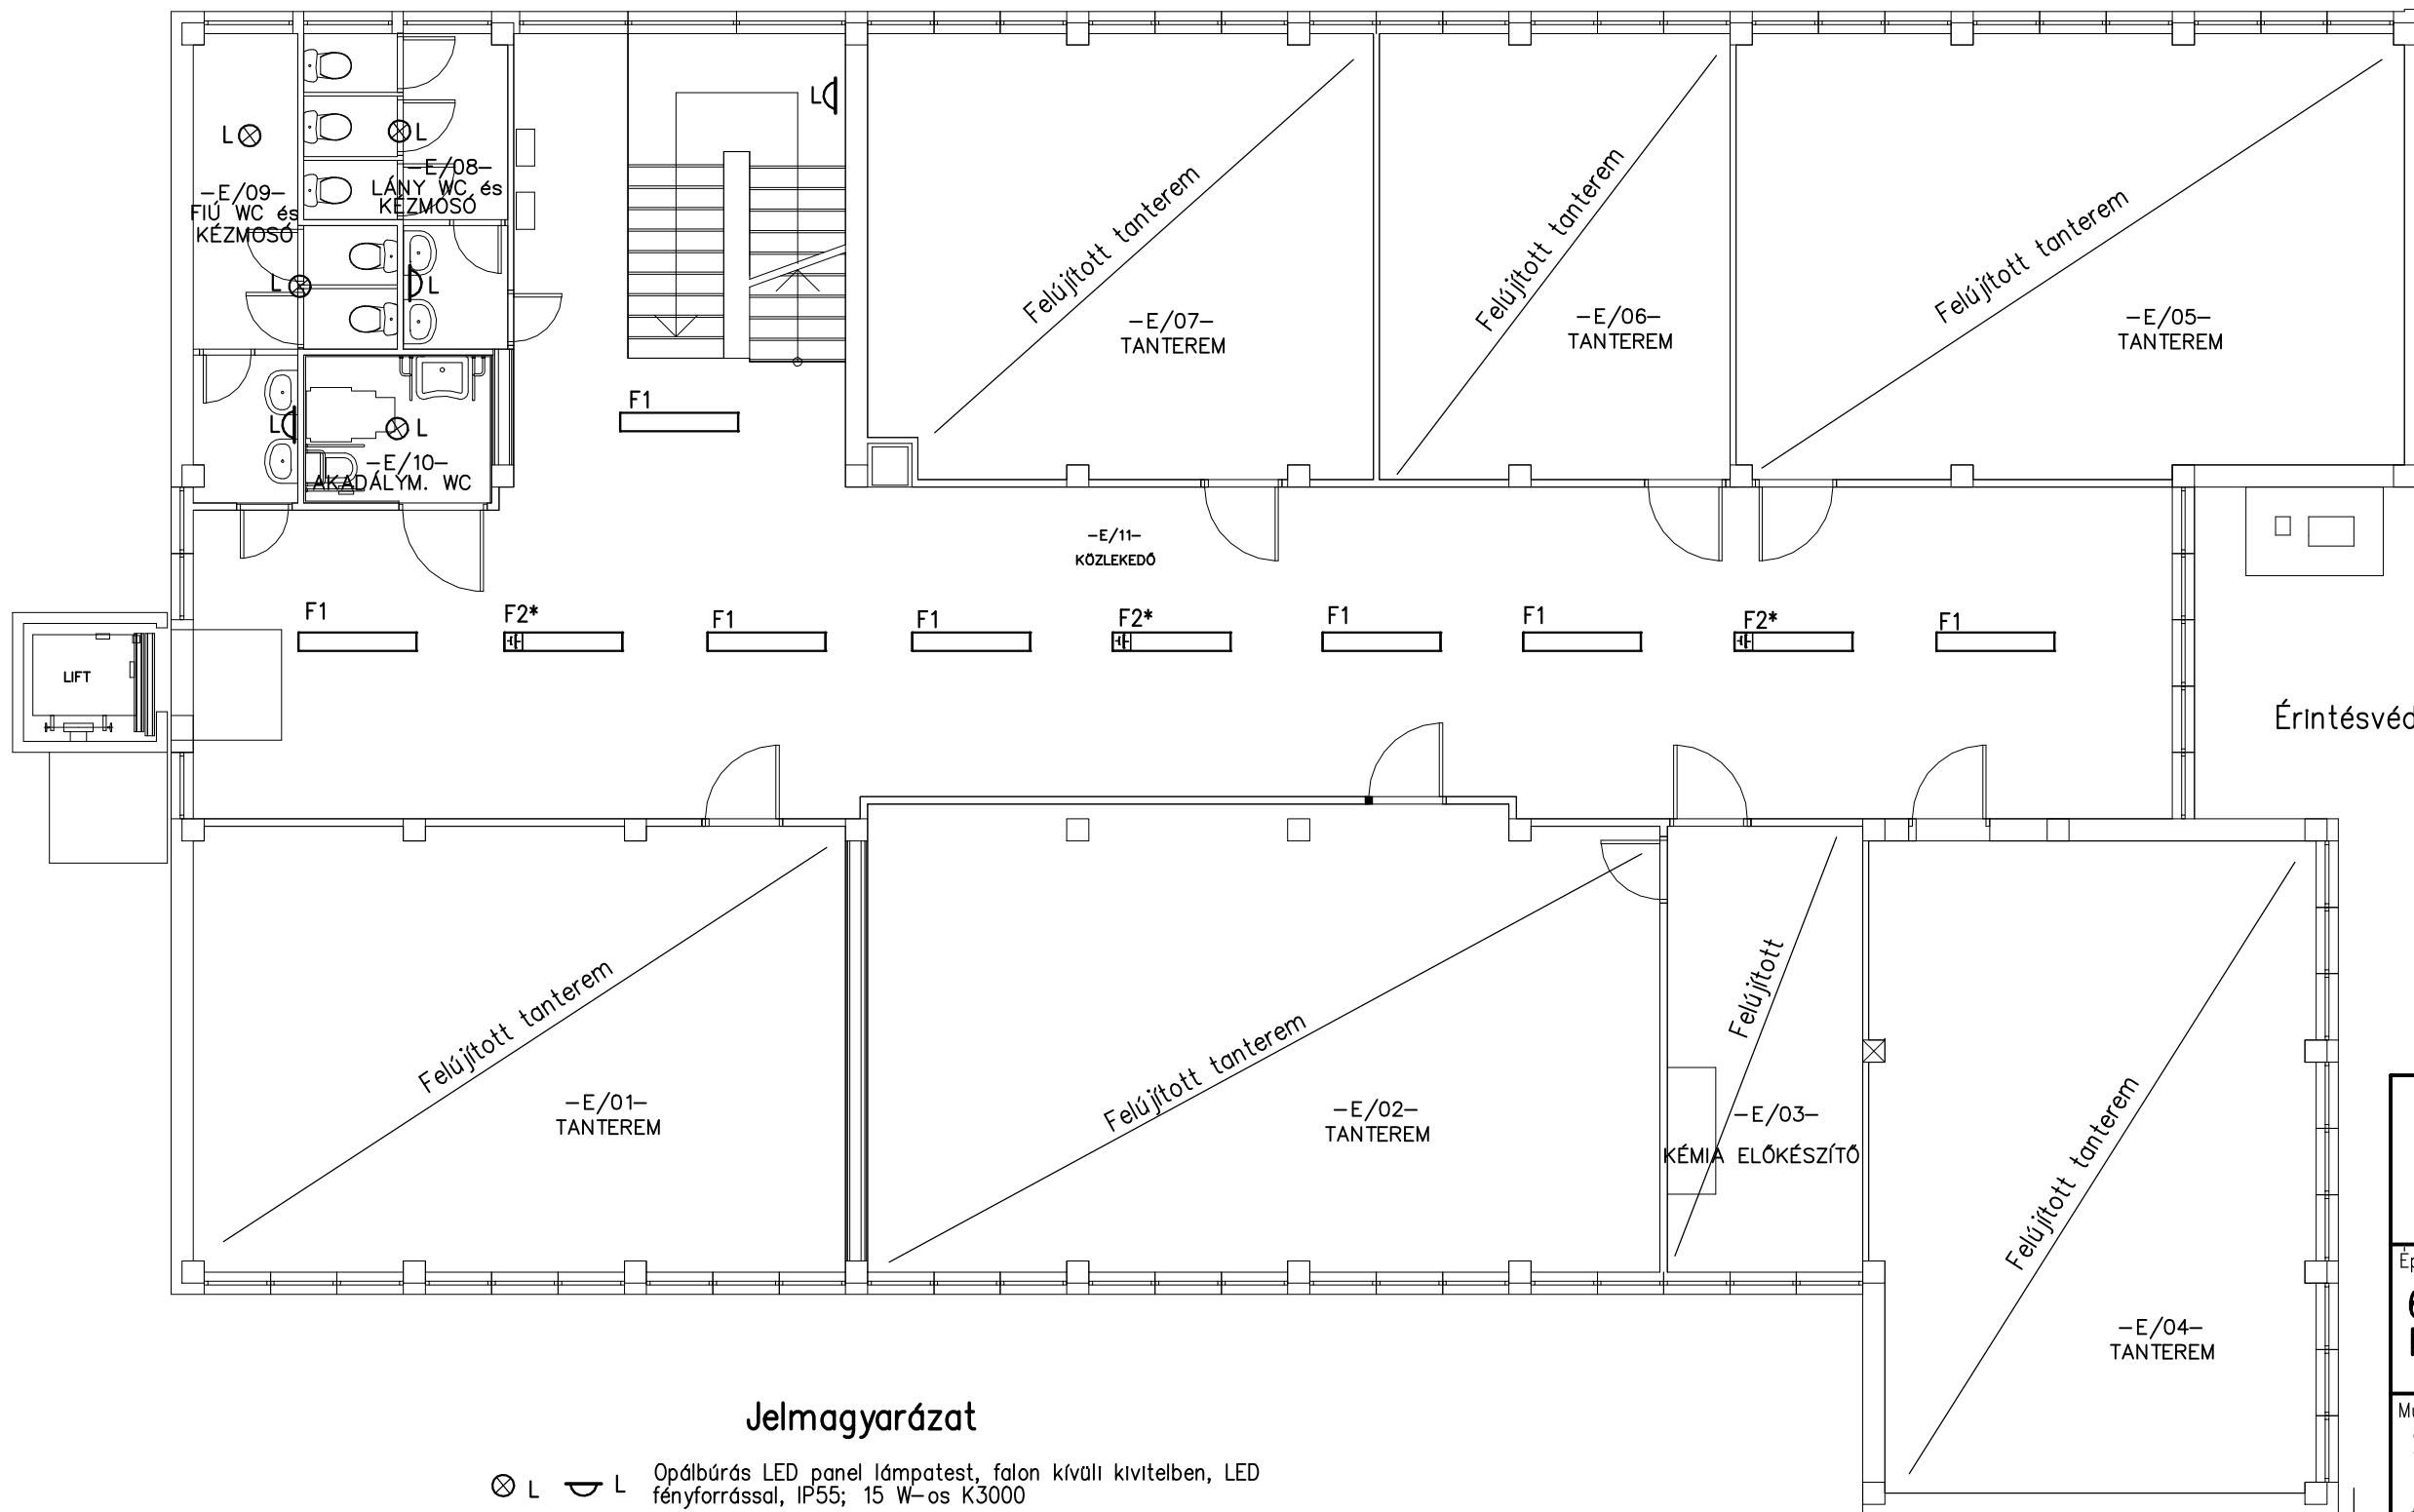 L
L
L
-E/08-
LÁNY WC és
KÉZMOSÓ
-E/09-
FIÚ WC és
KÉZMOSÓ
L
L
Felújított tanterem
-E/07-
TANTEREM
Felújított tanterem
-E/06-
TANTEREM
Felújított tanterem
-E/05-
TANTEREM
F1
L
L
-E/10-
AKADÁLYM. WC
-E/11-
KÖZLEKEDŐ
F1
F2*
F1
F1
F2*
F1
F1
F2*
F1
LIFT
Felújított tanterem
-E/01-
TANTEREM
Felújított tanterem
-E/02-
TANTEREM
Felújított
-E/03-
KÉMIA ELŐKÉSZÍTŐ
Felújított tanterem
-E/04-
TANTEREM
Jelmagyarázat
L L Opálbúrás LED panel lámpatest, falon kívüli kivitelben, LED
fényforrással, IP55; 15 W-os K3000